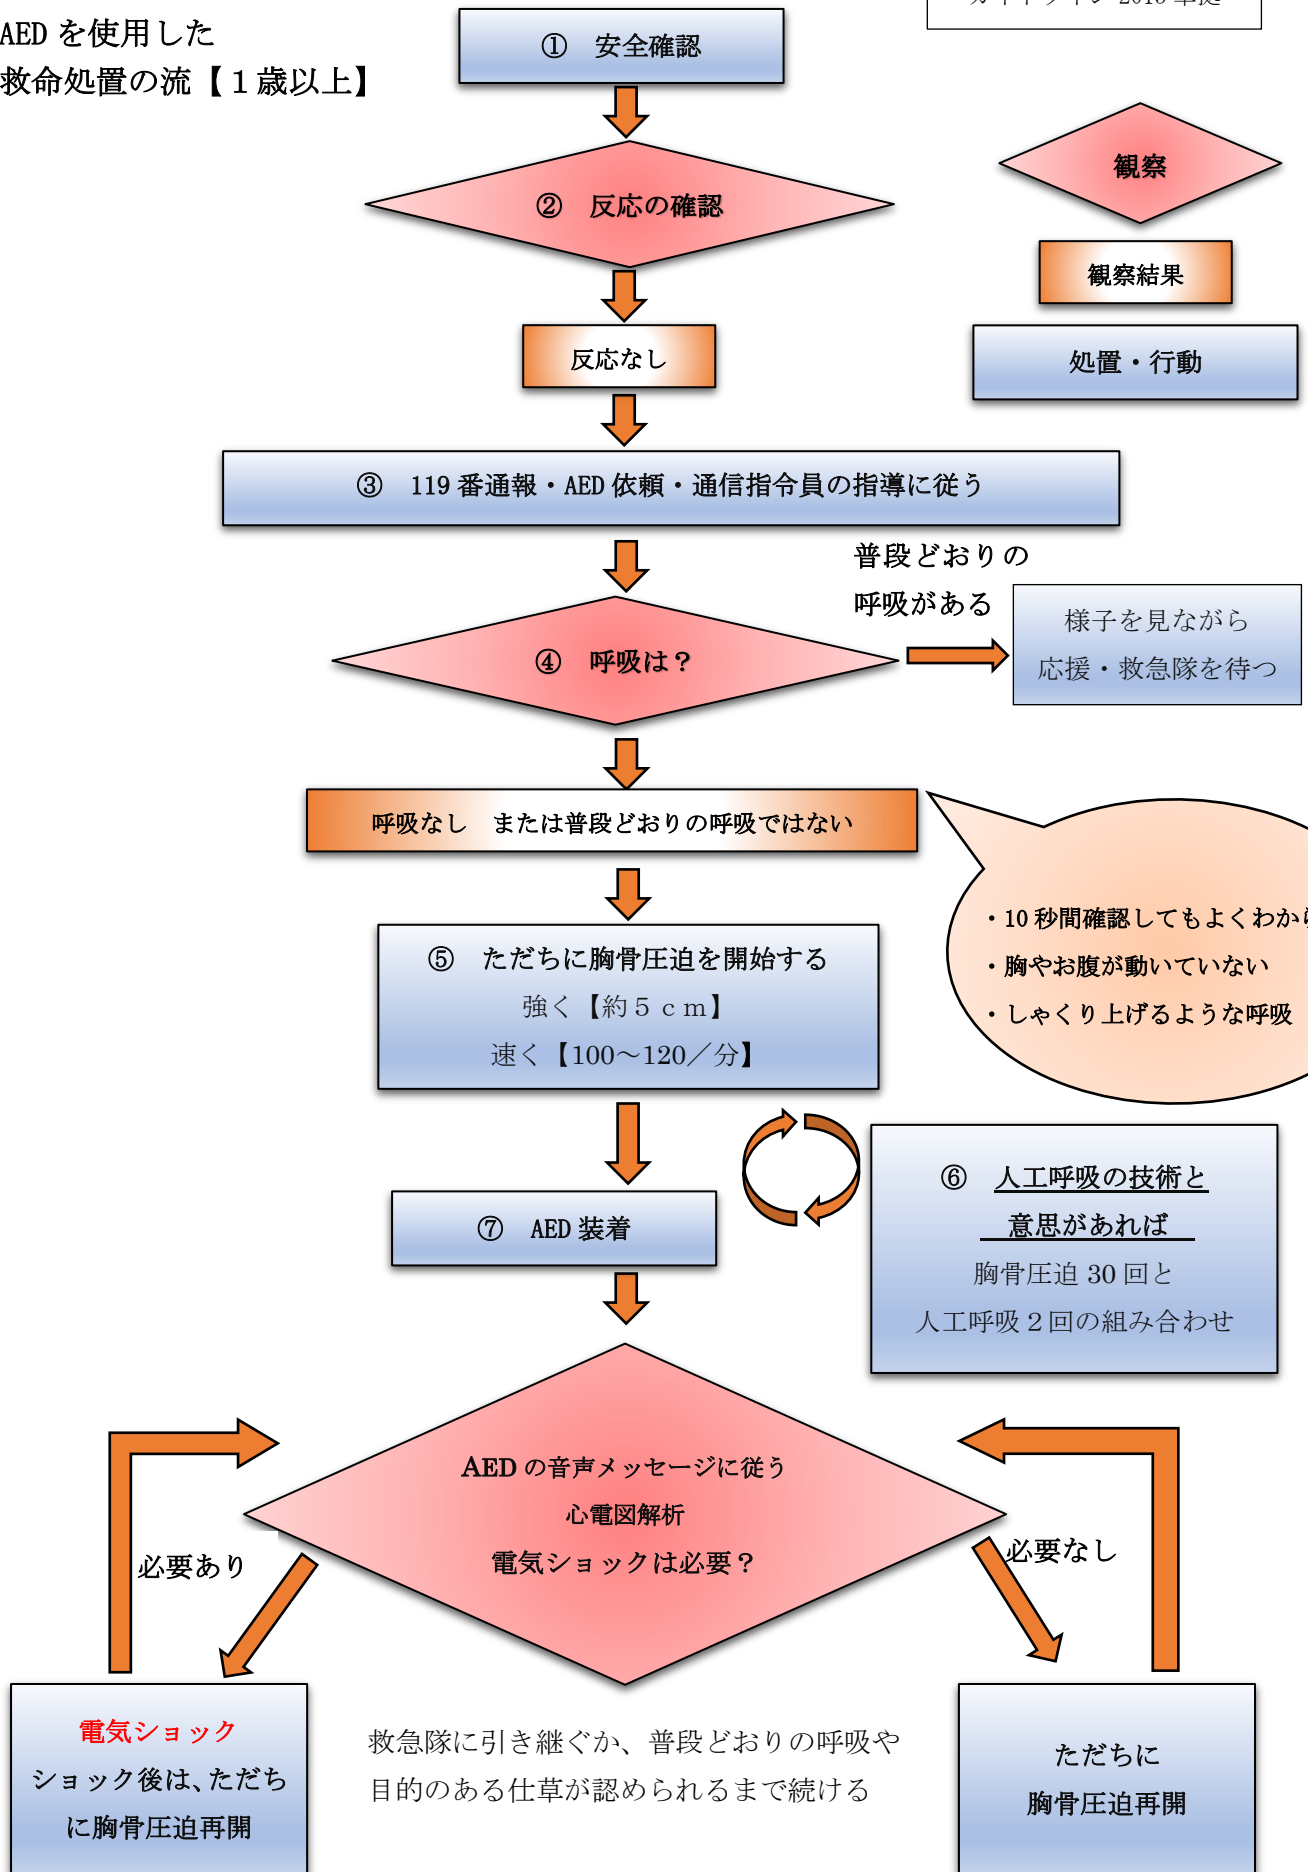 AEDを使用した
救命処置の流【１歳以上】
① 安全確認
② 反応の確認
観察
観察結果
処置・行動
反応なし
③ 119番通報・AED依頼・通信指令員の指導に従う
普段どおりの
呼吸がある
④ 呼吸は？
様子を見ながら
応援・救急隊を待つ
呼吸なし　または普段どおりの呼吸ではない
・10秒間確認してもよくわから
・胸やお腹が動いていない
・しゃくり上げるような呼吸
⑤ ただちに胸骨圧迫を開始する
強く【約５ｃｍ】
速く【100～120／分】
⑥ 人工呼吸の技術と
意思があれば
胸骨圧迫30回と
人工呼吸２回の組み合わせ
⑦ AED装着
AEDの音声メッセージに従う
心電図解析
電気ショックは必要？
必要あり
必要なし
電気ショック
ショック後は、ただち
に胸骨圧迫再開
救急隊に引き継ぐか、普段どおりの呼吸や
目的のある仕草が認められるまで続ける
ただちに
胸骨圧迫再開